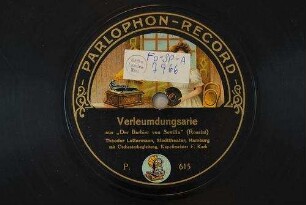 PARLOPHON-RECORD
Fo-SP-A
7966
Verleumdungsarie
aus „Der Barbier von Sevilla" (Rossini)
Theodor Lattermann, Stadttheater, Hamburg
mit Orchesterbegleitung, Kapellmeister F. Kark
P. 615